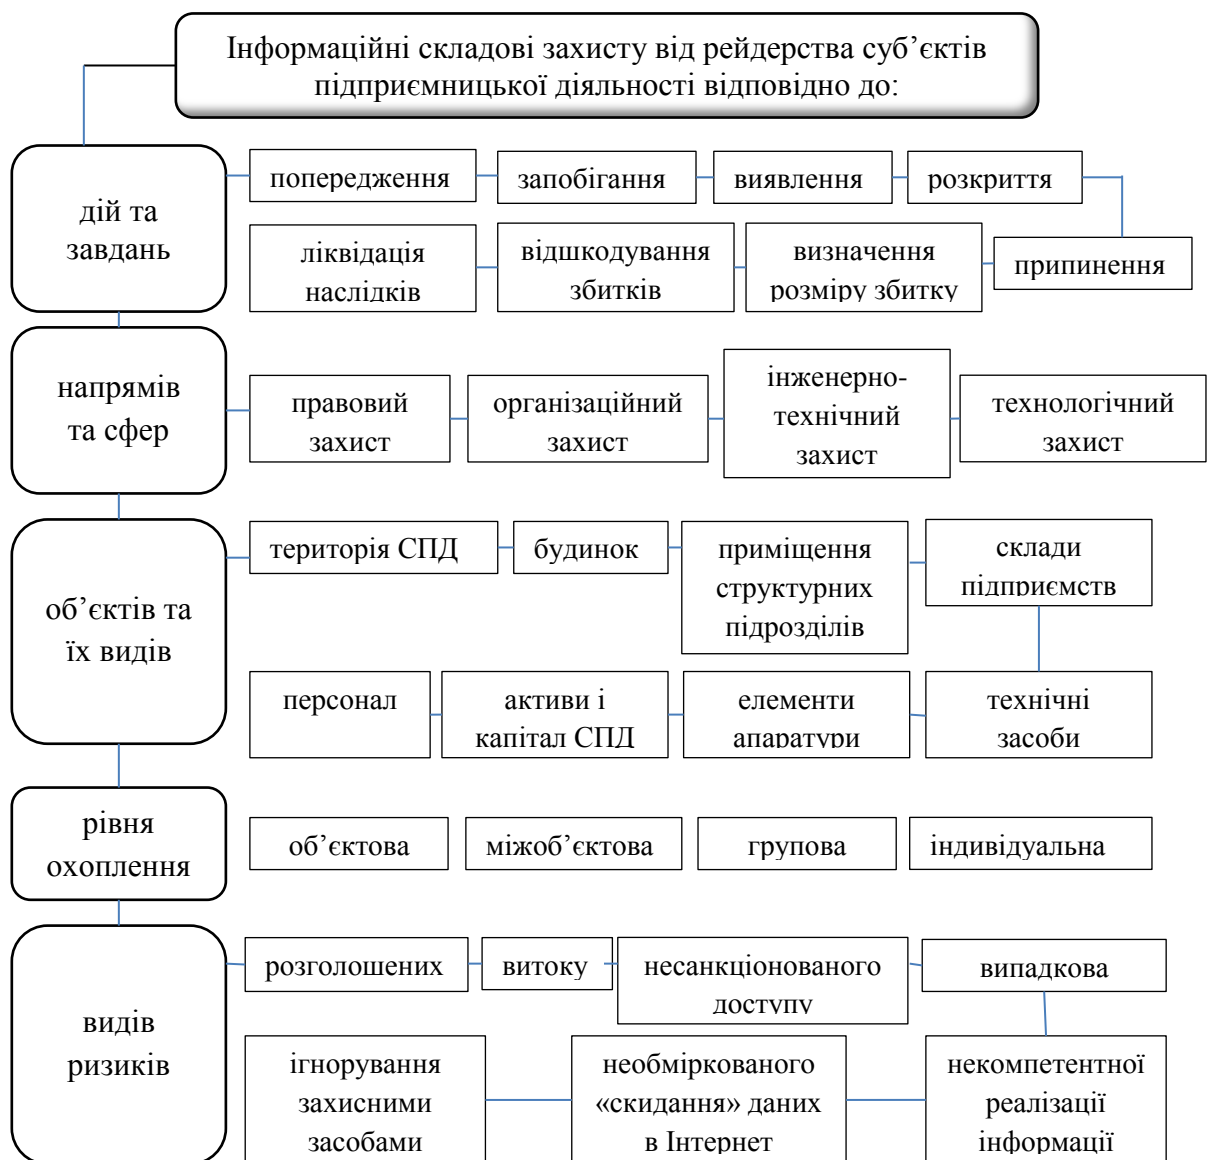 Інформаційні складові захисту від рейдерства суб’єктів
підприємницької діяльності відповідно до:
дій та
завдань
попередження
запобігання
виявлення
розкриття
ліквідація
наслідків
відшкодування
збитків
визначення
розміру збитку
припинення
напрямів
та сфер
правовий
захист
організаційний
захист
інженерно-
технічний
захист
технологічний
захист
об’єктів та
їх видів
територія СПД
будинок
приміщення
структурних
підрозділів
склади
підприємств
персонал
активи і
капітал СПД
елементи
апаратури
технічні
засоби
рівня
охоплення
об’єктова
міжоб’єктова
групова
індивідуальна
видів
ризиків
розголошених
витоку
несанкціонованого
доступу
випадкова
ігнорування
захисними
засобами
необміркованого
«скидання» даних
в Інтернет
некомпетентної
реалізації
інформації